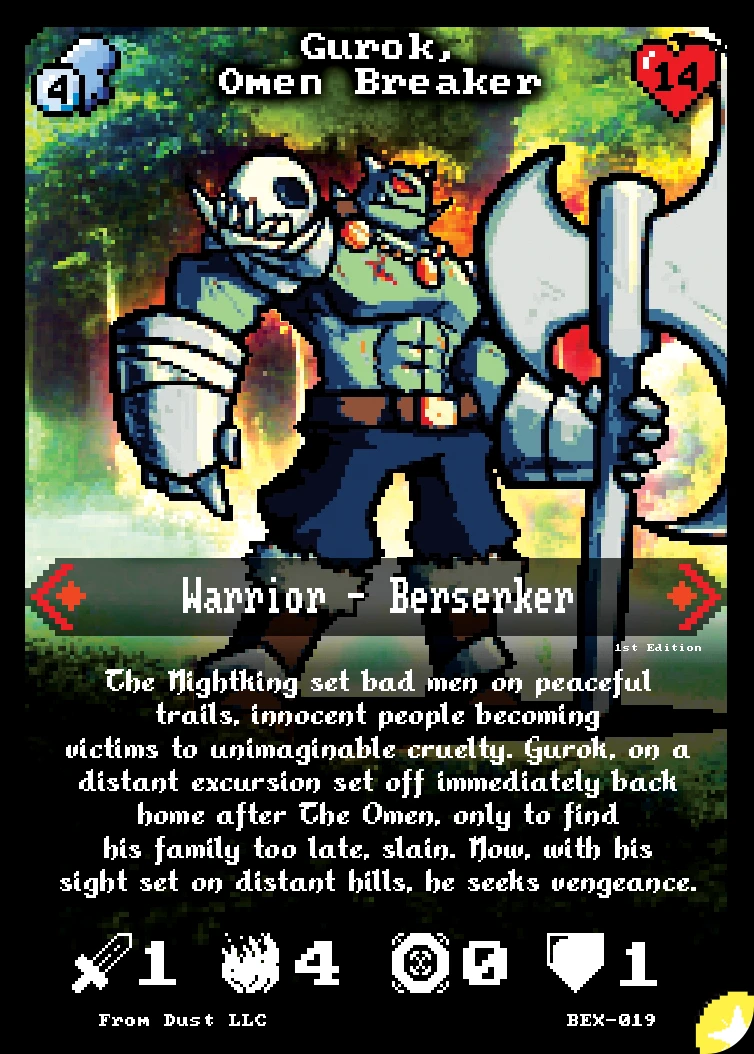 Gurok,
Omen Breaker
4
14
Warrior - Berserker
1st Edition
The Nightking set bad men on peaceful
trails, innocent people becoming
victims to unimaginable cruelty. Gurok, on a
distant excursion set off immediately back
home after The Omen, only to find
his family too late, slain. Now, with his
sight set on distant hills, he seeks vengeance.
1 4 0 1
From Dust LLC BEX-019